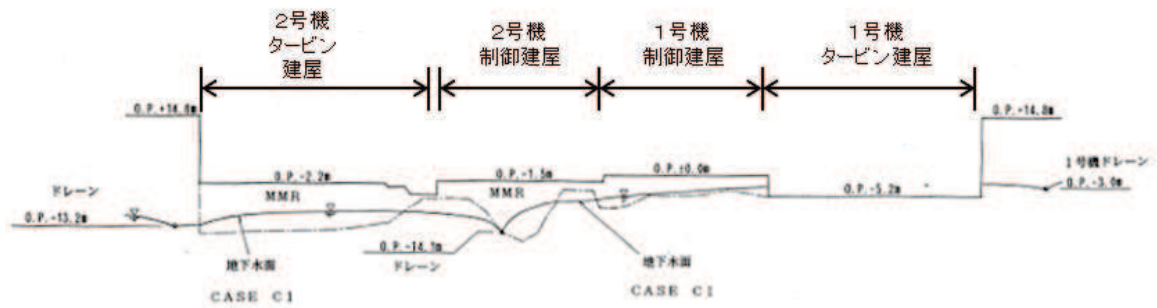 2号機
タービン
建屋
2号機
制御建屋
1号機
制御建屋
1号機
タービン建屋
O.P.+14.8m
O.P.-14.8m
O.P.-2.2m
O.P.-1.5m
O.P.±0.0m
1号機ドレーン
O.P.-3.0m
ドレーン
MMR
MMR
O.P.-5.2m
O.P.-13.2m
O.P.-14.1m
地下水面
ドレーン
地下水面
CASE C1
CASE C1